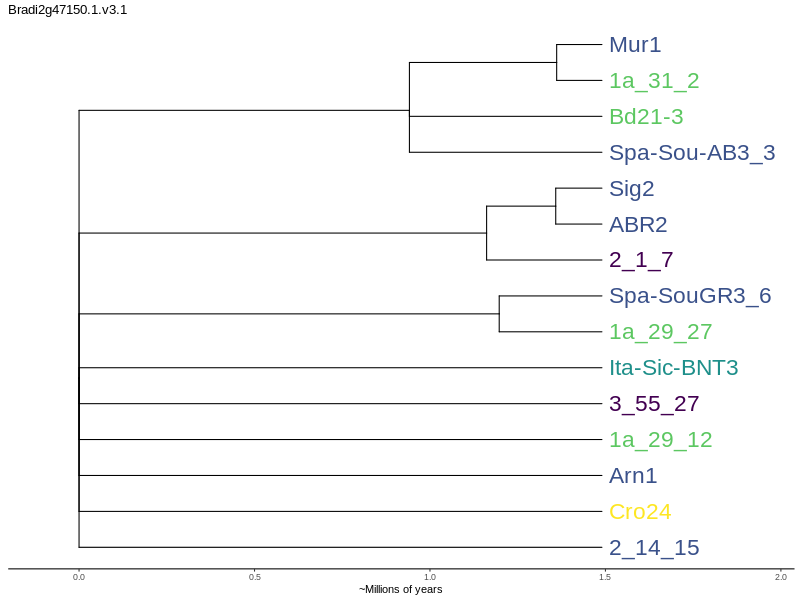 Bradi2g47150.1.v3.1
Mur1
1a_31_2
Bd21-3
Spa-Sou-AB3_3
Sig2
ABR2
2_1_7
Spa-SouGR3_6
1a_29_27
Ita-Sic-BNT3
3_55_27
1a_29_12
Arn1
Cro24
2_14_15
0.0 0.5 1.0 1.5 2.0
~Millions of years